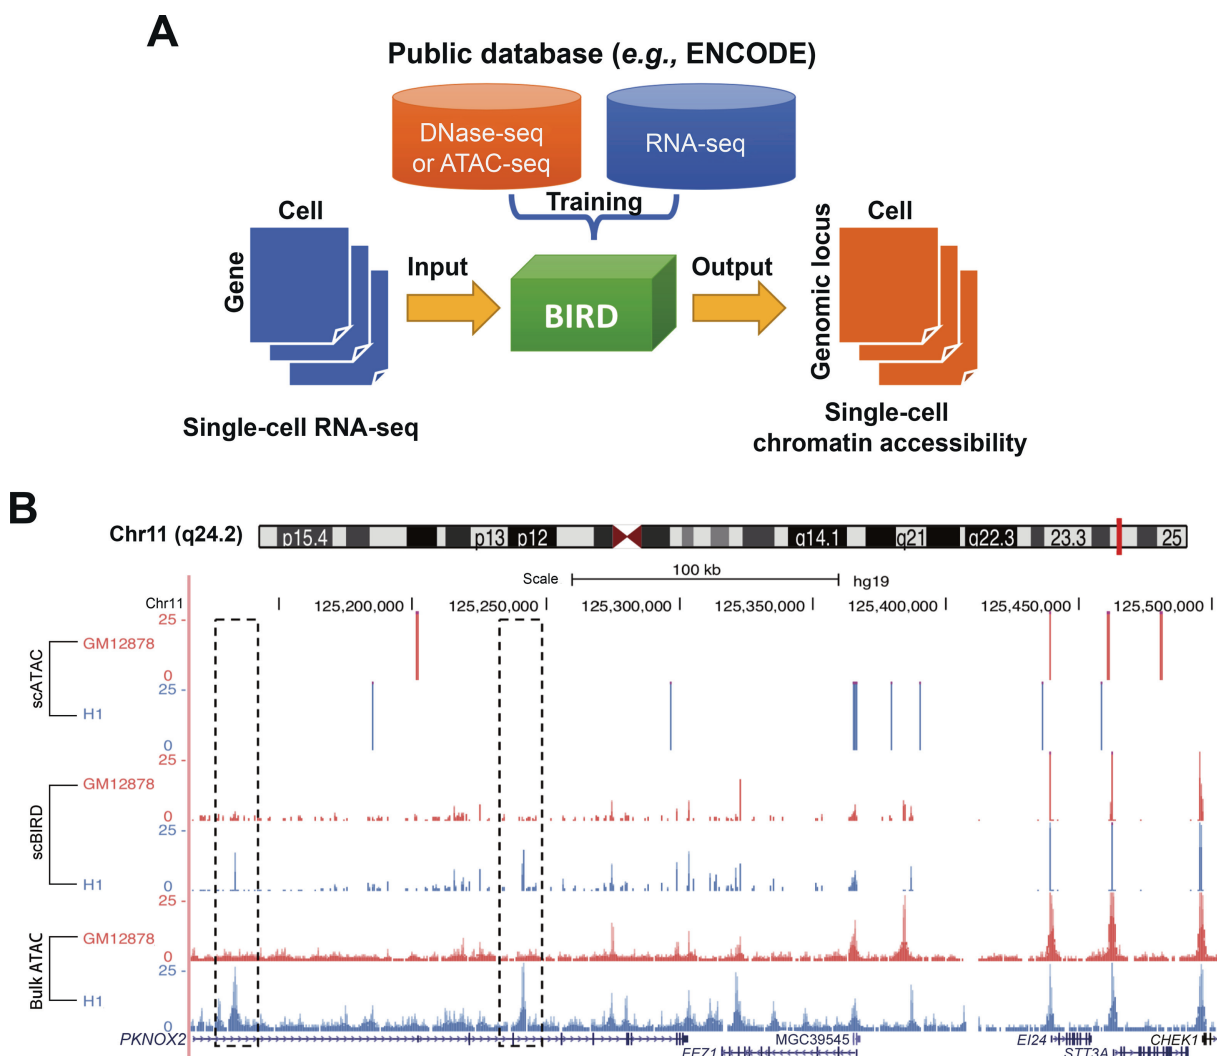 A
Public database (e.g., ENCODE)
DNase-seq
or ATAC-seq
RNA-seq
Training
Cell
Gene
Input
BIRD
Output
Cell
Genomic locus
Single-cell RNA-seq
Single-cell
chromatin accessibility
B
Chr11 (q24.2)
p15.4 p13 p12 q14.1 q21 q22.3 23.3 25
Scale 100 kb hg19
Chr11 125,200,000 125,250,000 125,300,000 125,350,000 125,400,000 125,450,000 125,500,000
scATAC
25
GM12878
0
25
H1
0
scBIRD
25
GM12878
0
25
H1
0
Bulk ATAC
25
GM12878
0
25
H1
0
PKNOX2 MGC39545 EI24 CHEK1
FEZ1 STT3A